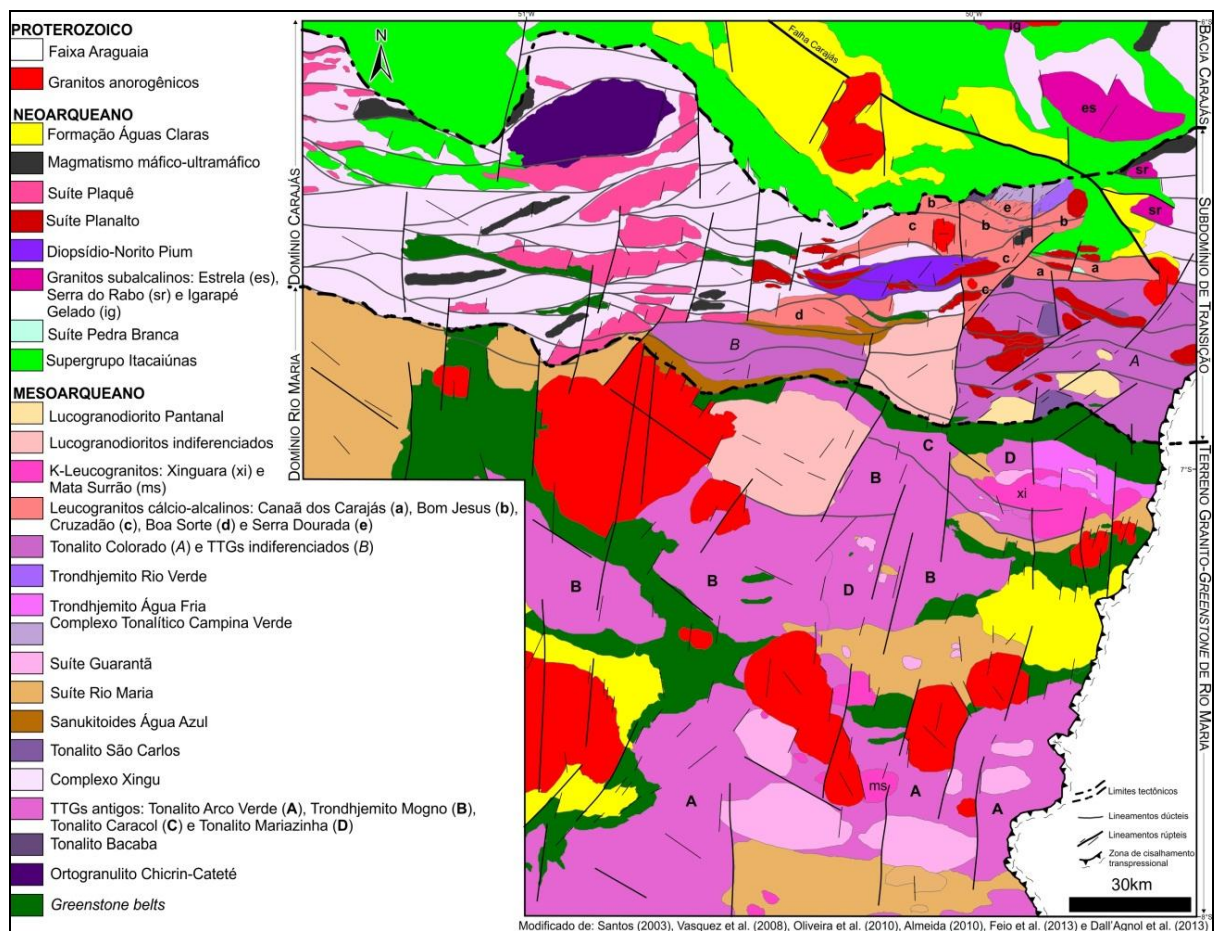 PROTEROZOICO
Faixa Araguaia
Granitos anorogênicos
NEOARQUEANO
Formação Águas Claras
Magmatismo máfico-ultramáfico
Suíte Plaquê
Suíte Planalto
Diopsídio-Norito Pium
Granitos subalcalinos: Estrela (es),
Serra do Rabo (sr) e Igarapé
Gelado (ig)
Suíte Pedra Branca
Supergrupo Itacaiúnas
MESOARQUEANO
Lucogranodiorito Pantanal
Lucogranodioritos indiferenciados
K-Leucogranitos: Xinguara (xi) e
Mata Surrão (ms)
Leucogranitos cálcio-alcalinos: Canaã dos Carajás (a), Bom Jesus (b),
Cruzadão (c), Boa Sorte (d) e Serra Dourada (e)
Tonalito Colorado (A) e TTGs indiferenciados (B)
Trondhjemito Rio Verde
Trondhjemito Água Fria
Complexo Tonalítico Campina Verde
Suíte Guarantã
Suíte Rio Maria
Sanukitoides Água Azul
Tonalito São Carlos
Complexo Xingu
TTGs antigos: Tonalito Arco Verde (A), Trondhjemito Mogno (B),
Tonalito Caracol (C) e Tonalito Mariazinha (D)
Tonalito Bacaba
Ortogranulito Chicrin-Cateté
Greenstone belts
51°W
50°W
6°S
N
Falha Carajás
ig
es
sr
sr
b
e
b
b
c
c
c
a
a
d
B
A
DOMÍNIO CARAJÁS
DOMÍNIO RIO MARIA
BACIA CARAJÁS
SUBDOMÍNIO DE TRANSIÇÃO
TERRENO GRANITO-GREENSTONE DE RIO MARIA
7°S
C
D
B
xi
B
B
D
B
A
ms
A
A
Limites tectônicos
Lineamentos dúcteis
Lineamentos rúpteis
Zona de cisalhamento
transpressional
30km
8°S
Modificado de: Santos (2003), Vasquez et al. (2008), Oliveira et al. (2010), Almeida (2010), Feio et al. (2013) e Dall'Agnol et al. (2013)